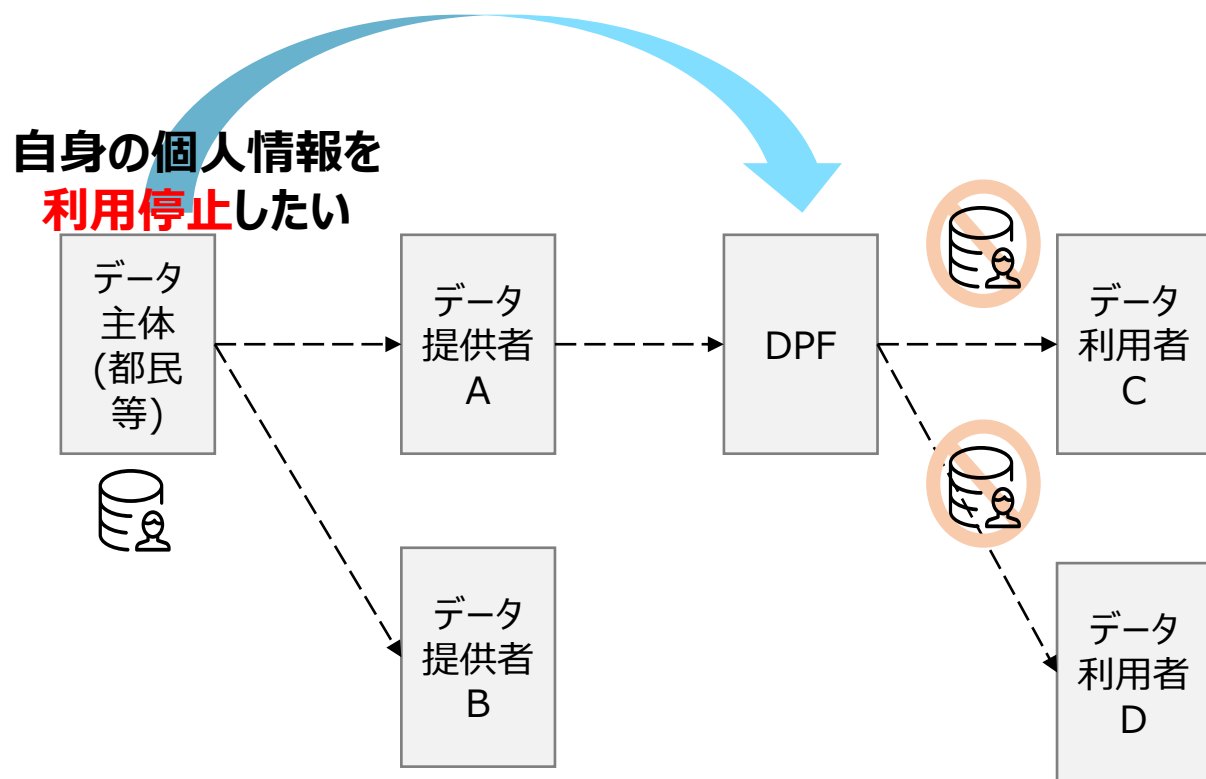 自身の個人情報を
利用停止したい
データ
主体
(都民
等)
データ
提供者
A
DPF
データ
利用者
C
データ
提供者
B
データ
利用者
D